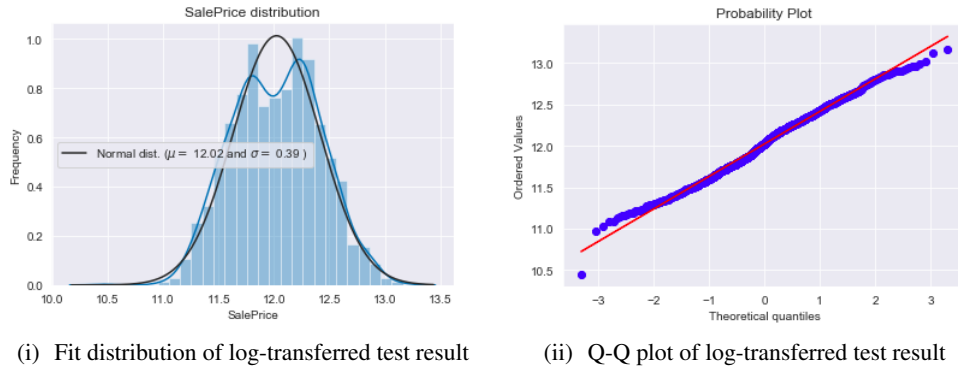 SalePrice distribution
1.0
0.8
0.6
0.4
0.2
0.0
Frequency
Normal dist. (μ = 12.02 and σ = 0.39 )
10.0 10.5 11.0 11.5 12.0 12.5 13.0 13.5
SalePrice
(i) Fit distribution of log-transferred test result
Probability Plot
13.0
12.5
12.0
11.5
11.0
10.5
Ordered Values
−3 −2 −1 0 1 2 3
Theoretical quantiles
(ii) Q-Q plot of log-transferred test result